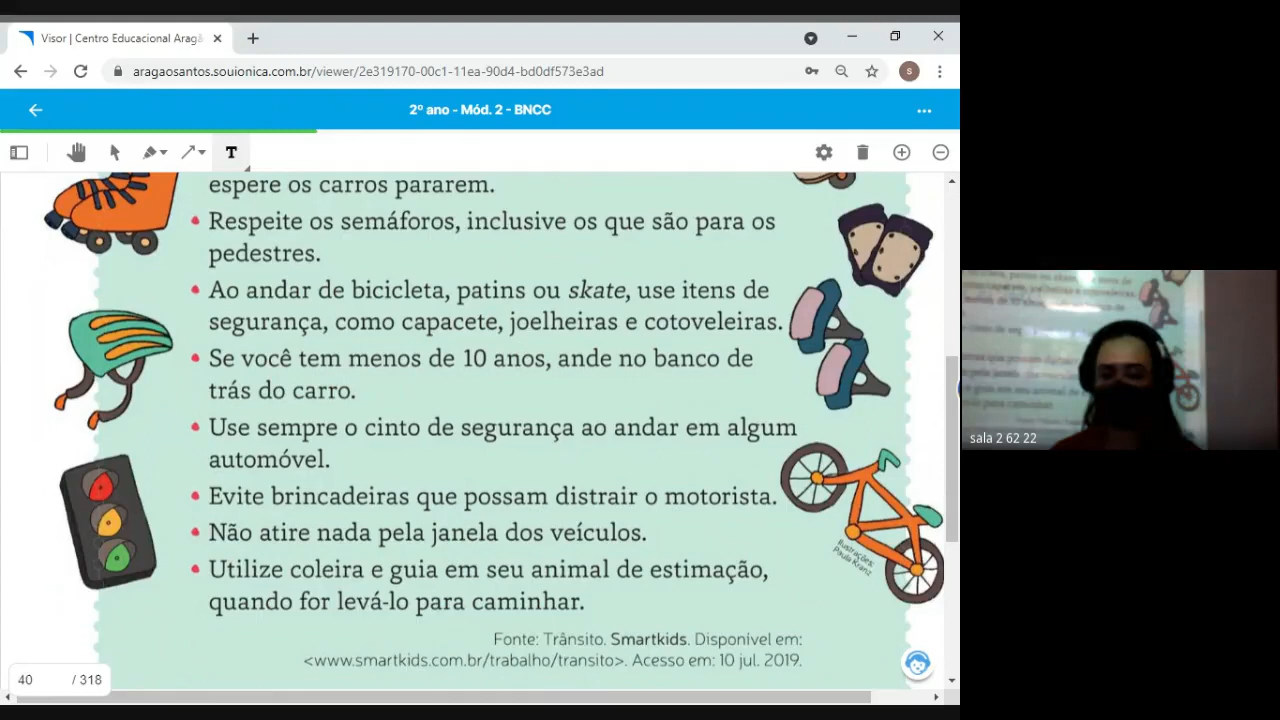 Visor | Centro Educacional Aragã
aragaosantos.souionica.com.br/viewer/2e319170-00c1-11ea-90d4-bd0df573e3ad
S
2º ano - Mód. 2 - BNCC
T
espere os carros pararem.
• Respeite os semáforos, inclusive os que são para os
pedestres.
• Ao andar de bicicleta, patins ou skate, use itens de
segurança, como capacete, joelheiras e cotoveleiras.
• Se você tem menos de 10 anos, ande no banco de
trás do carro.
• Use sempre o cinto de segurança ao andar em algum
automóvel.
• Evite brincadeiras que possam distrair o motorista.
• Não atire nada pela janela dos veículos.
• Utilize coleira e guia em seu animal de estimação,
quando for levá-lo para caminhar.
Ilustrações:
Paula Kranz
Fonte: Trânsito. Smartkids. Disponível em:
<www.smartkids.com.br/trabalho/transito>. Acesso em: 10 jul. 2019.
40 / 318
sala 2 62 22